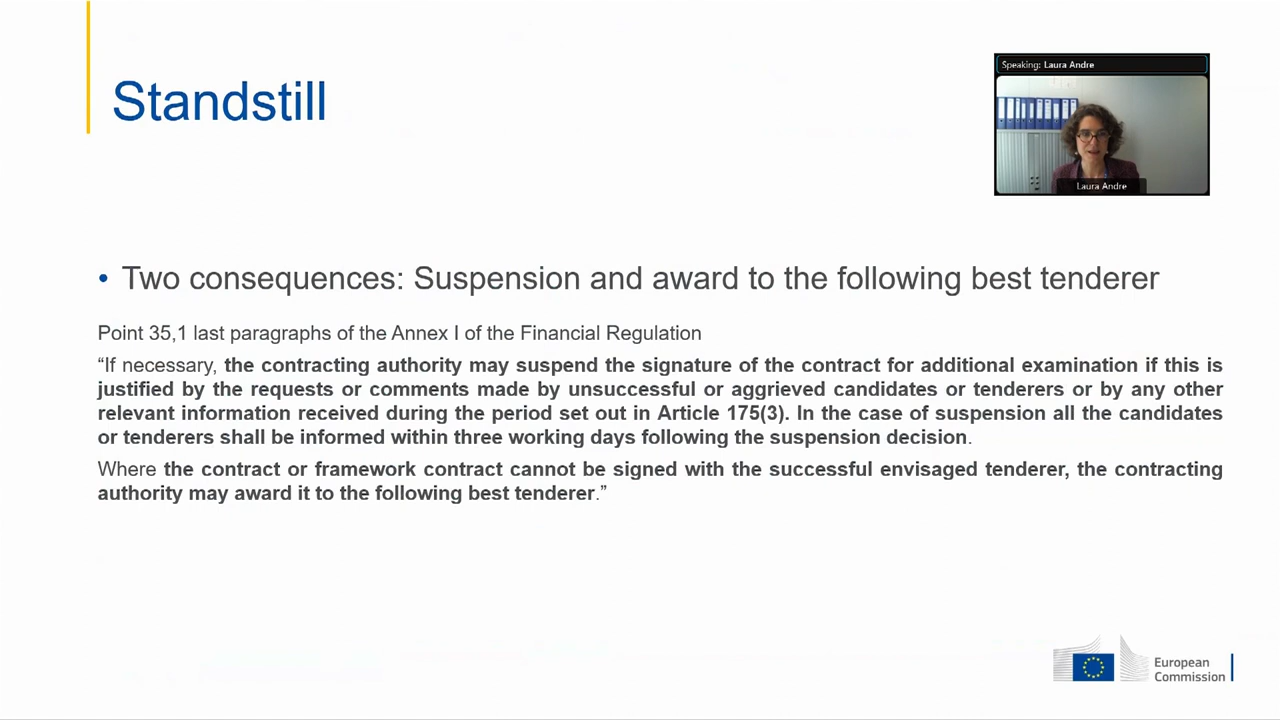 Standstill
Speaking: Laura Andre
Laura Andre
• Two consequences: Suspension and award to the following best tenderer
Point 35,1 last paragraphs of the Annex I of the Financial Regulation
“If necessary, the contracting authority may suspend the signature of the contract for additional examination if this is
justified by the requests or comments made by unsuccessful or aggrieved candidates or tenderers or by any other
relevant information received during the period set out in Article 175(3). In the case of suspension all the candidates
or tenderers shall be informed within three working days following the suspension decision.
Where the contract or framework contract cannot be signed with the successful envisaged tenderer, the contracting
authority may award it to the following best tenderer.”
European
Commission